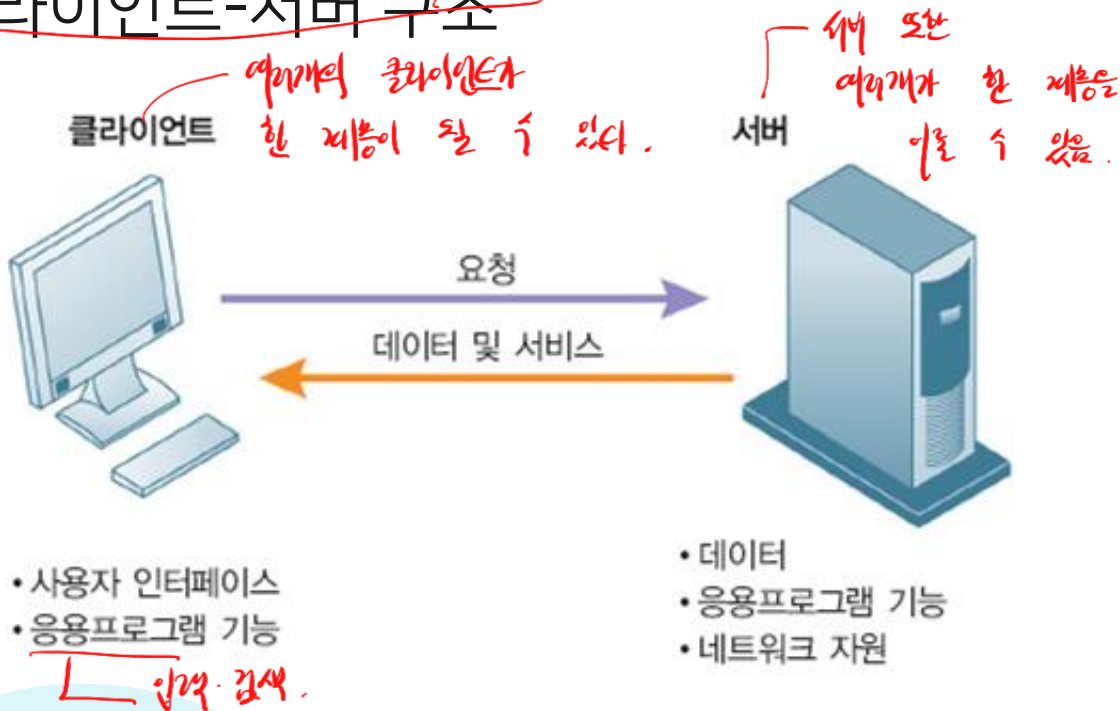 라이언트-서버 구조
여러개의 클라이언트가
한 계층이 될 수 있다.
서버 또한
여러개가 한 계층을
이룰 수 있음.
클라이언트
서버
요청
데이터 및 서비스
• 사용자 인터페이스
• 응용프로그램 기능
입력·검색.
• 데이터
• 응용프로그램 기능
• 네트워크 자원